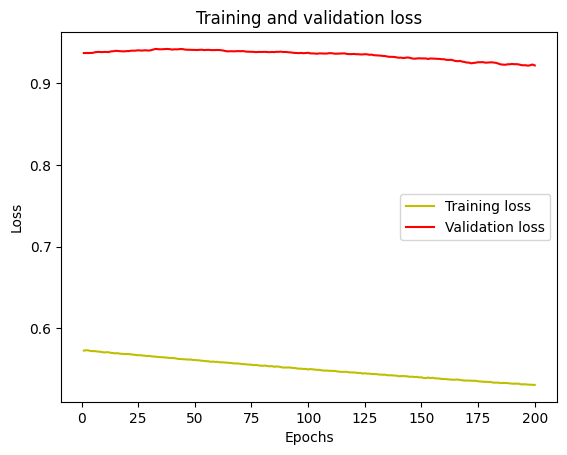 Training and validation loss
Loss
0.9
0.8
0.7
0.6
Training loss
Validation loss
0 25 50 75 100 125 150 175 200
Epochs